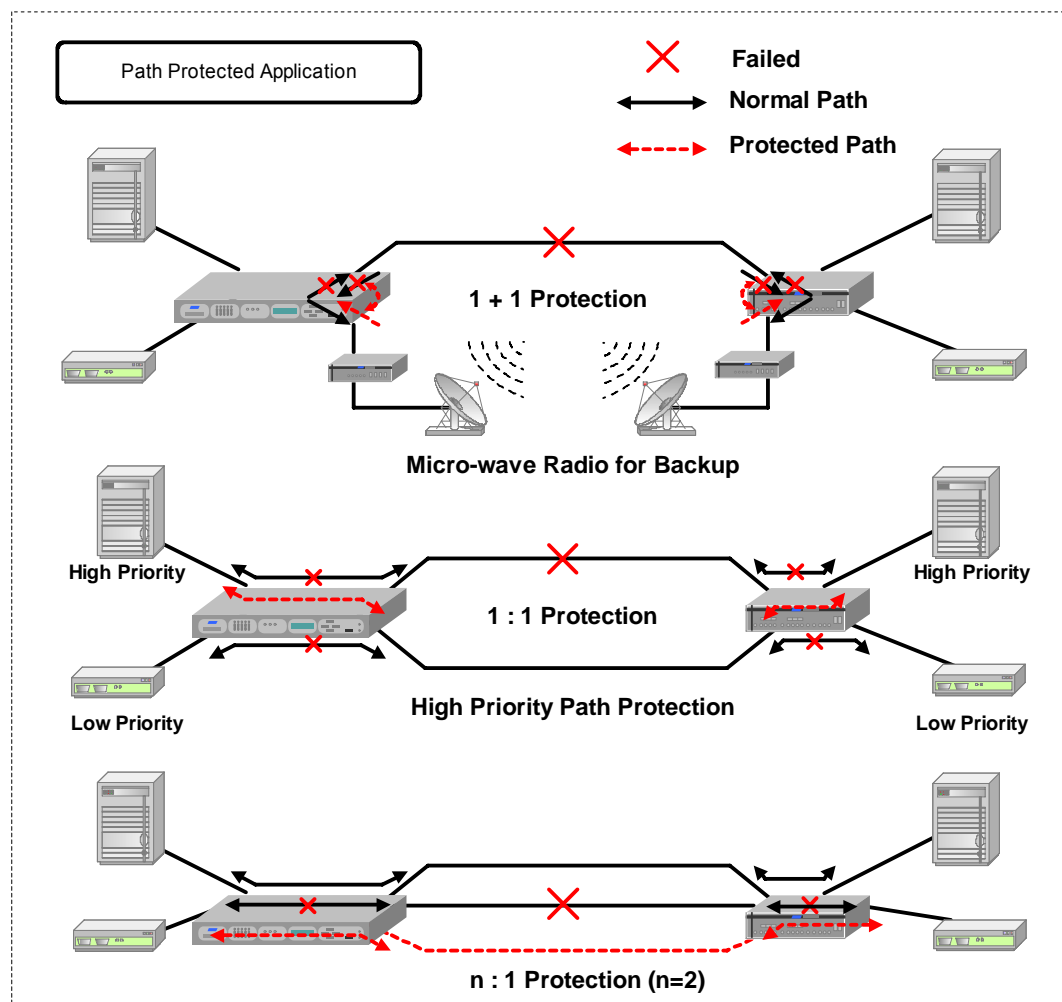 Path Protected Application
Failed
Normal Path
Protected Path
1 + 1 Protection
Micro-wave Radio for Backup
High Priority
High Priority
1 : 1 Protection
Low Priority
High Priority Path Protection
Low Priority
n : 1 Protection (n=2)